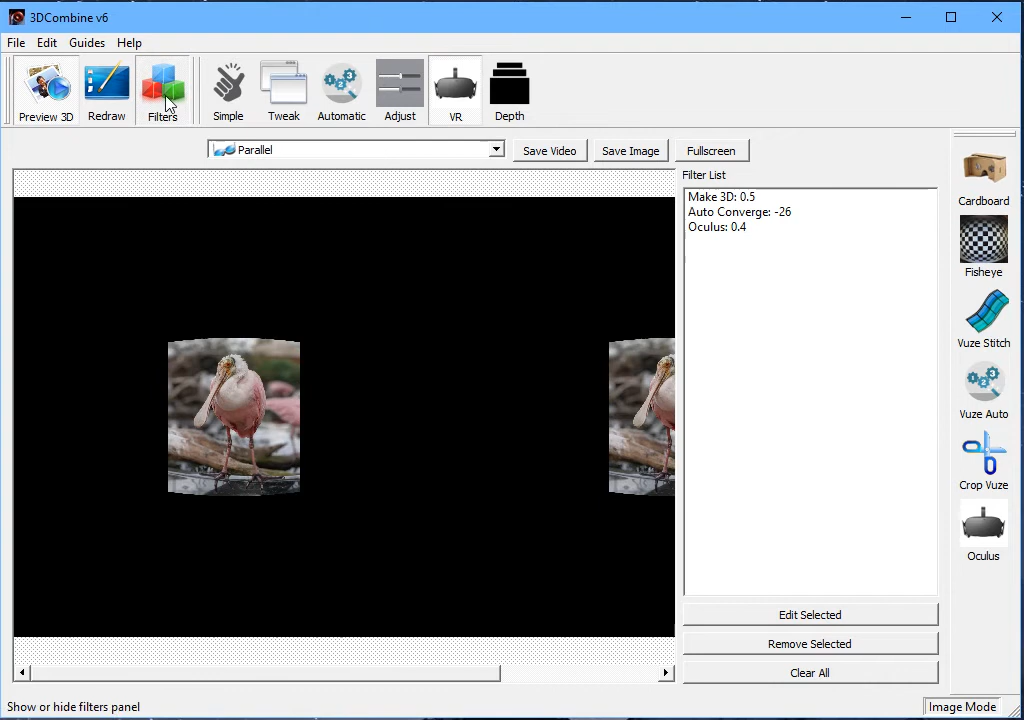 3DCombine v6
File Edit Guides Help
Preview 3D Redraw Filters Simple Tweak Automatic Adjust VR Depth
Parallel Save Video Save Image Fullscreen
Filter List
Make 3D: 0.5
Auto Converge: -26
Oculus: 0.4
Cardboard
Fisheye
Vuze Stitch
Vuze Auto
Crop Vuze
Oculus
Edit Selected
Remove Selected
Clear All
Show or hide filters panel Image Mode